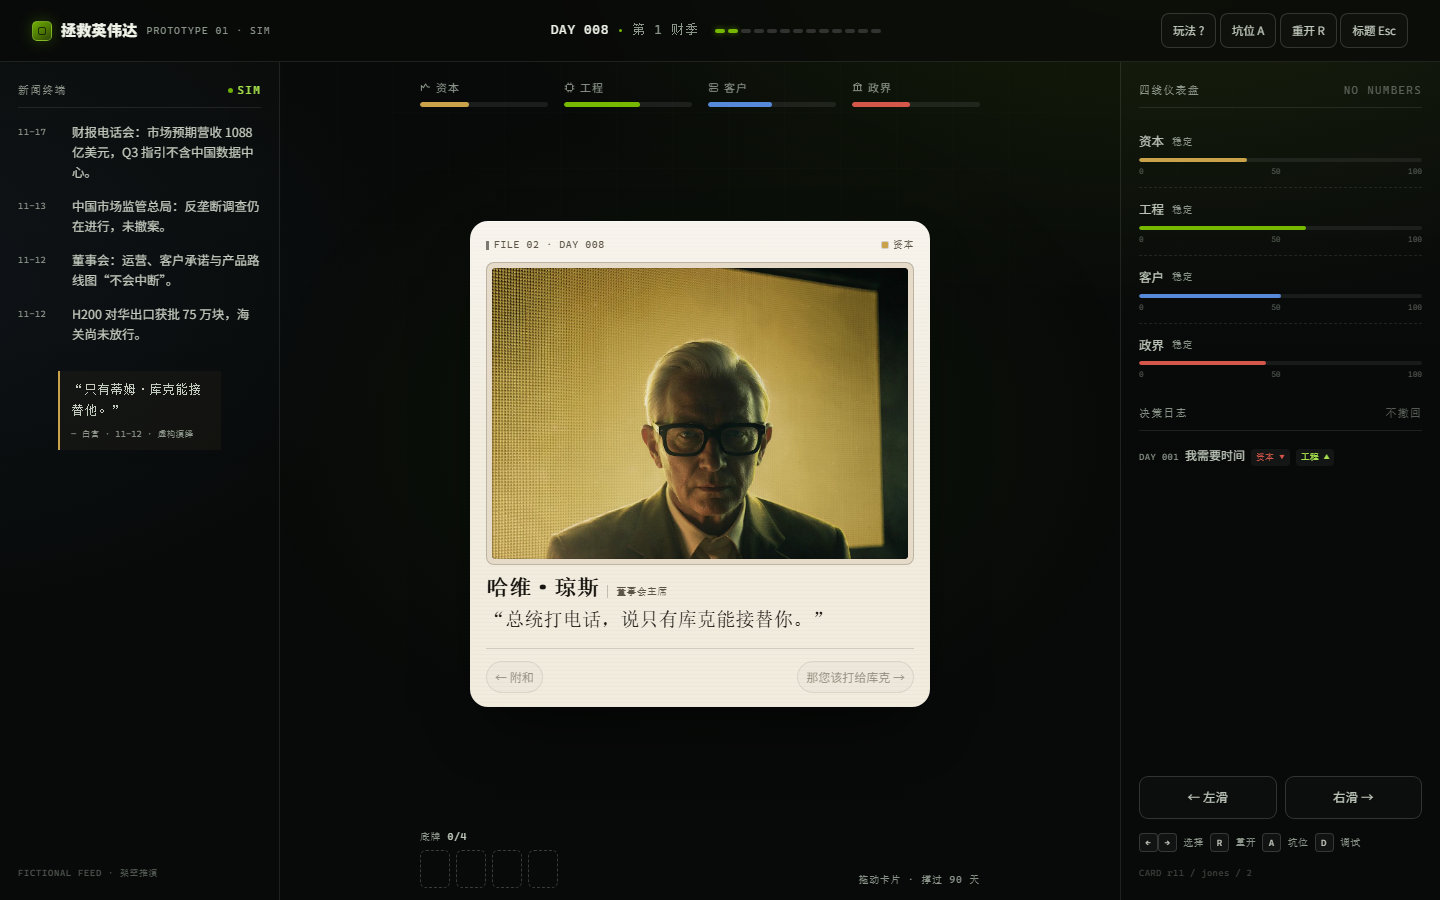 拯救英伟达 PROTOTYPE 01 · SIM
DAY 008 · 第 1 财季
玩法 ?
坑位 A
重开 R
标题 Esc
新闻终端 SIM
11-17 财报电话会：市场预期营收 1088
亿美元，Q3 指引不含中国数据中
心。
11-13 中国市场监管总局：反垄断调查仍
在进行，未撤案。
11-12 董事会：运营、客户承诺与产品路
线图“不会中断”。
11-12 H200 对华出口获批 75 万块，海
关尚未放行。
“只有蒂姆·库克能接
替他。”
— 白宫 · 11-12 · 虚构演绎
FICTIONAL FEED · 架空推演
资本
工程
客户
政界
FILE 02 · DAY 008
资本
哈维·琼斯 董事会主席
“总统打电话，说只有库克能接替你。”
← 附和
那您该打给库克 →
底牌 0/4
拖动卡片 · 撑过 90 天
四线仪表盘 NO NUMBERS
资本 稳定
0 50 100
工程 稳定
0 50 100
客户 稳定
0 50 100
政界 稳定
0 50 100
决策日志 不撤回
DAY 001 我需要时间 资本 ▼ 工程 ▲
← 左滑
右滑 →
← → 选择 R 重开 A 坑位 D 调试
CARD r11 / jones / 2